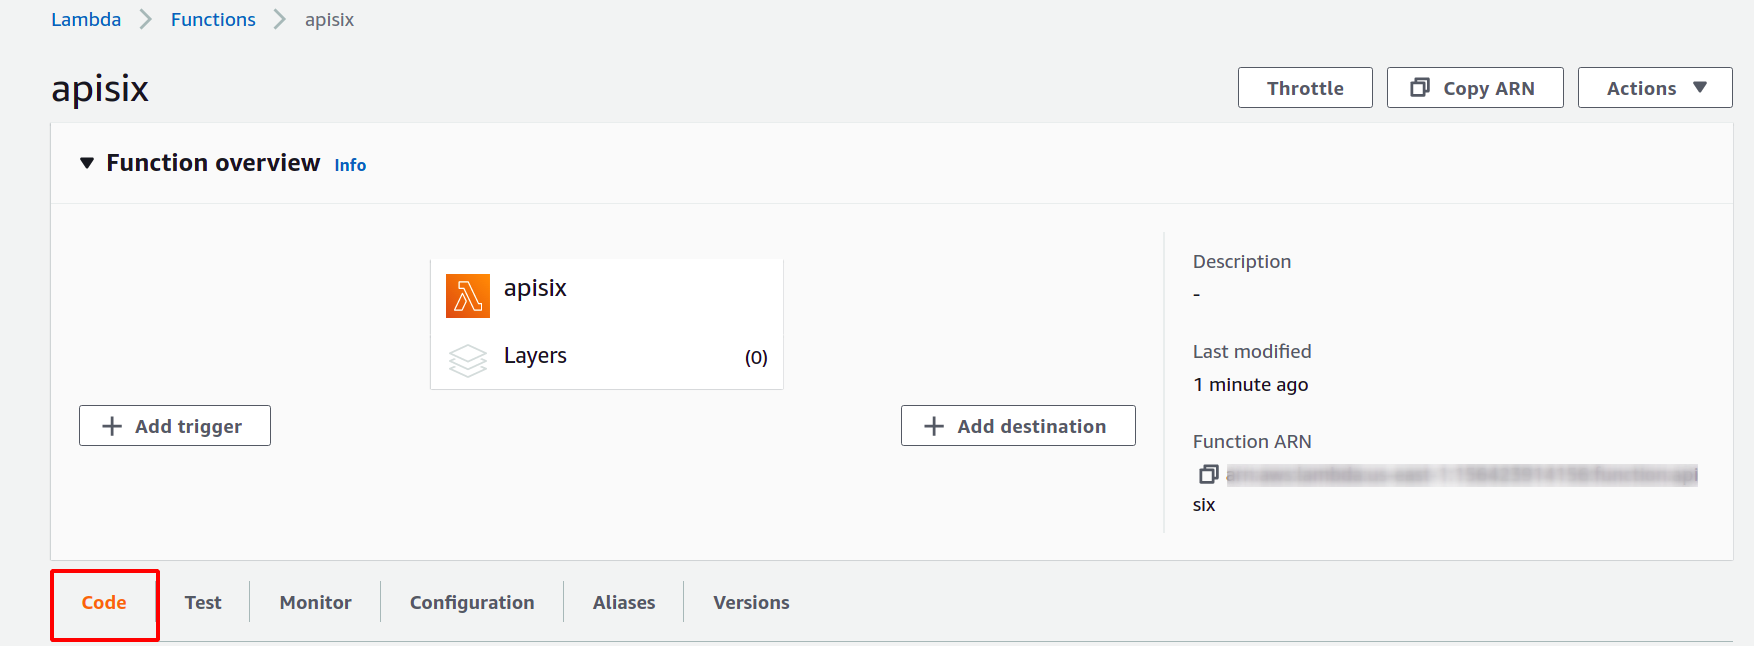 Lambda Functions apisix
apisix
Throttle Copy ARN Actions
Function overview Info
apisix
Layers (0)
Add trigger
Add destination
Description
-
Last modified
1 minute ago
Function ARN
six
Code Test Monitor Configuration Aliases Versions